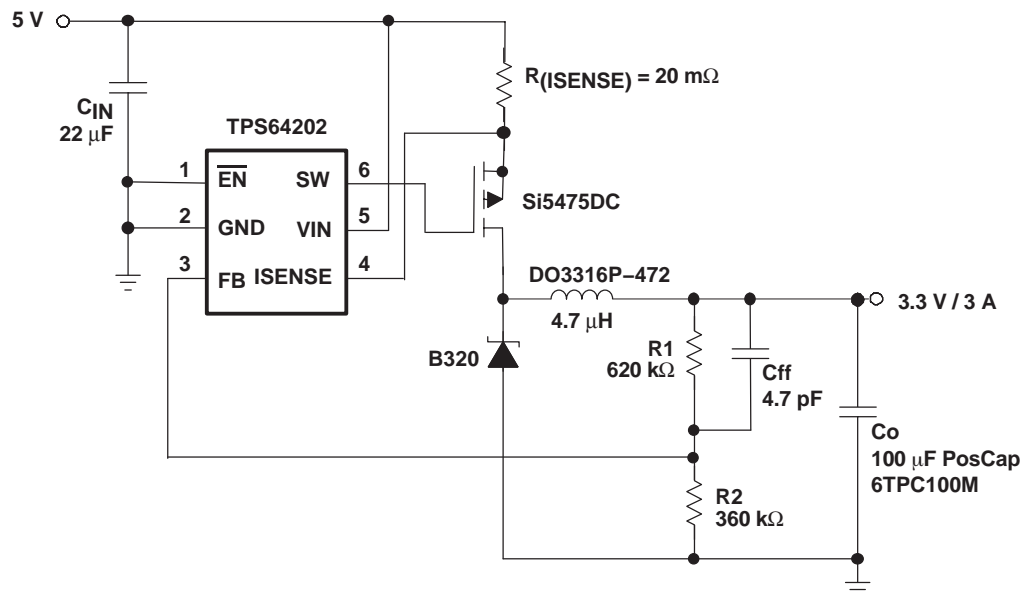 5 V
R(ISENSE) = 20 mΩ
CIN
22 μF
TPS64202
1
EN
SW
6
2
GND
VIN
5
3
FB
ISENSE
4
Si5475DC
DO3316P−472
4.7 μH
3.3 V / 3 A
B320
R1
620 kΩ
Cff
4.7 pF
Co
100 μF PosCap
6TPC100M
R2
360 kΩ